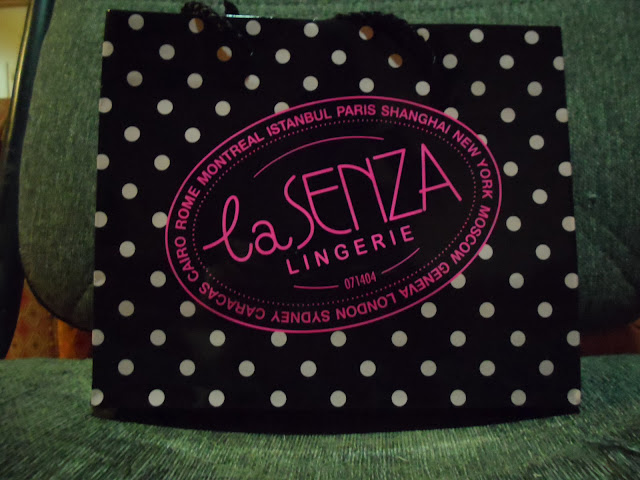 CAIRO ROME MONTREAL ISTANBUL PARIS SHANGHAI NEW YORK MOSCOW GENEVA LONDON SYDNEY CARACAS
la SENZA
LINGERIE
071404